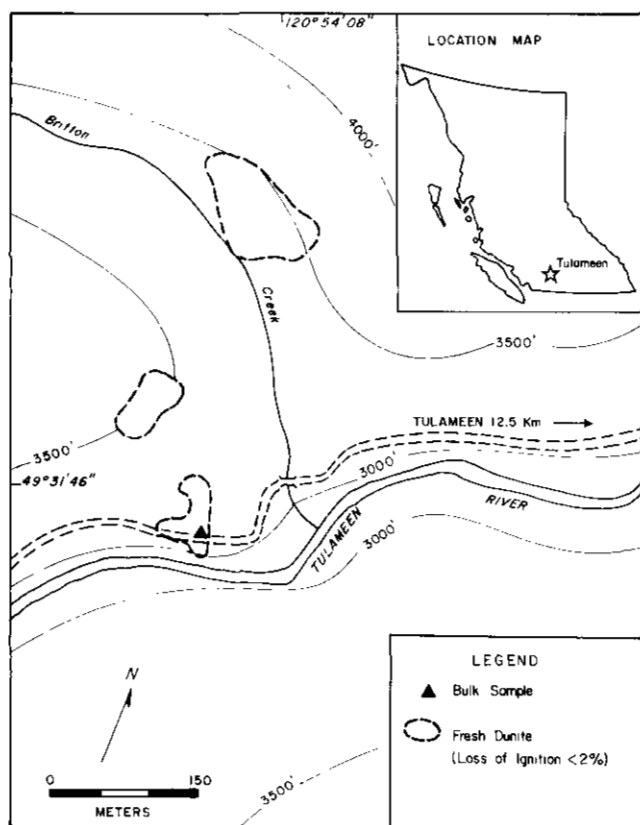 120°54'08"
LOCATION MAP
Tulameen
Britton
Creek
4000'
3500'
3500'
TULAMEEN 12.5 Km
49°31'46"
3000'
TULAMEEN
RIVER
3000'
N
0 150
METERS
3500'
LEGEND
Bulk Sample
Fresh Dunite
(Loss of Ignition <2%)